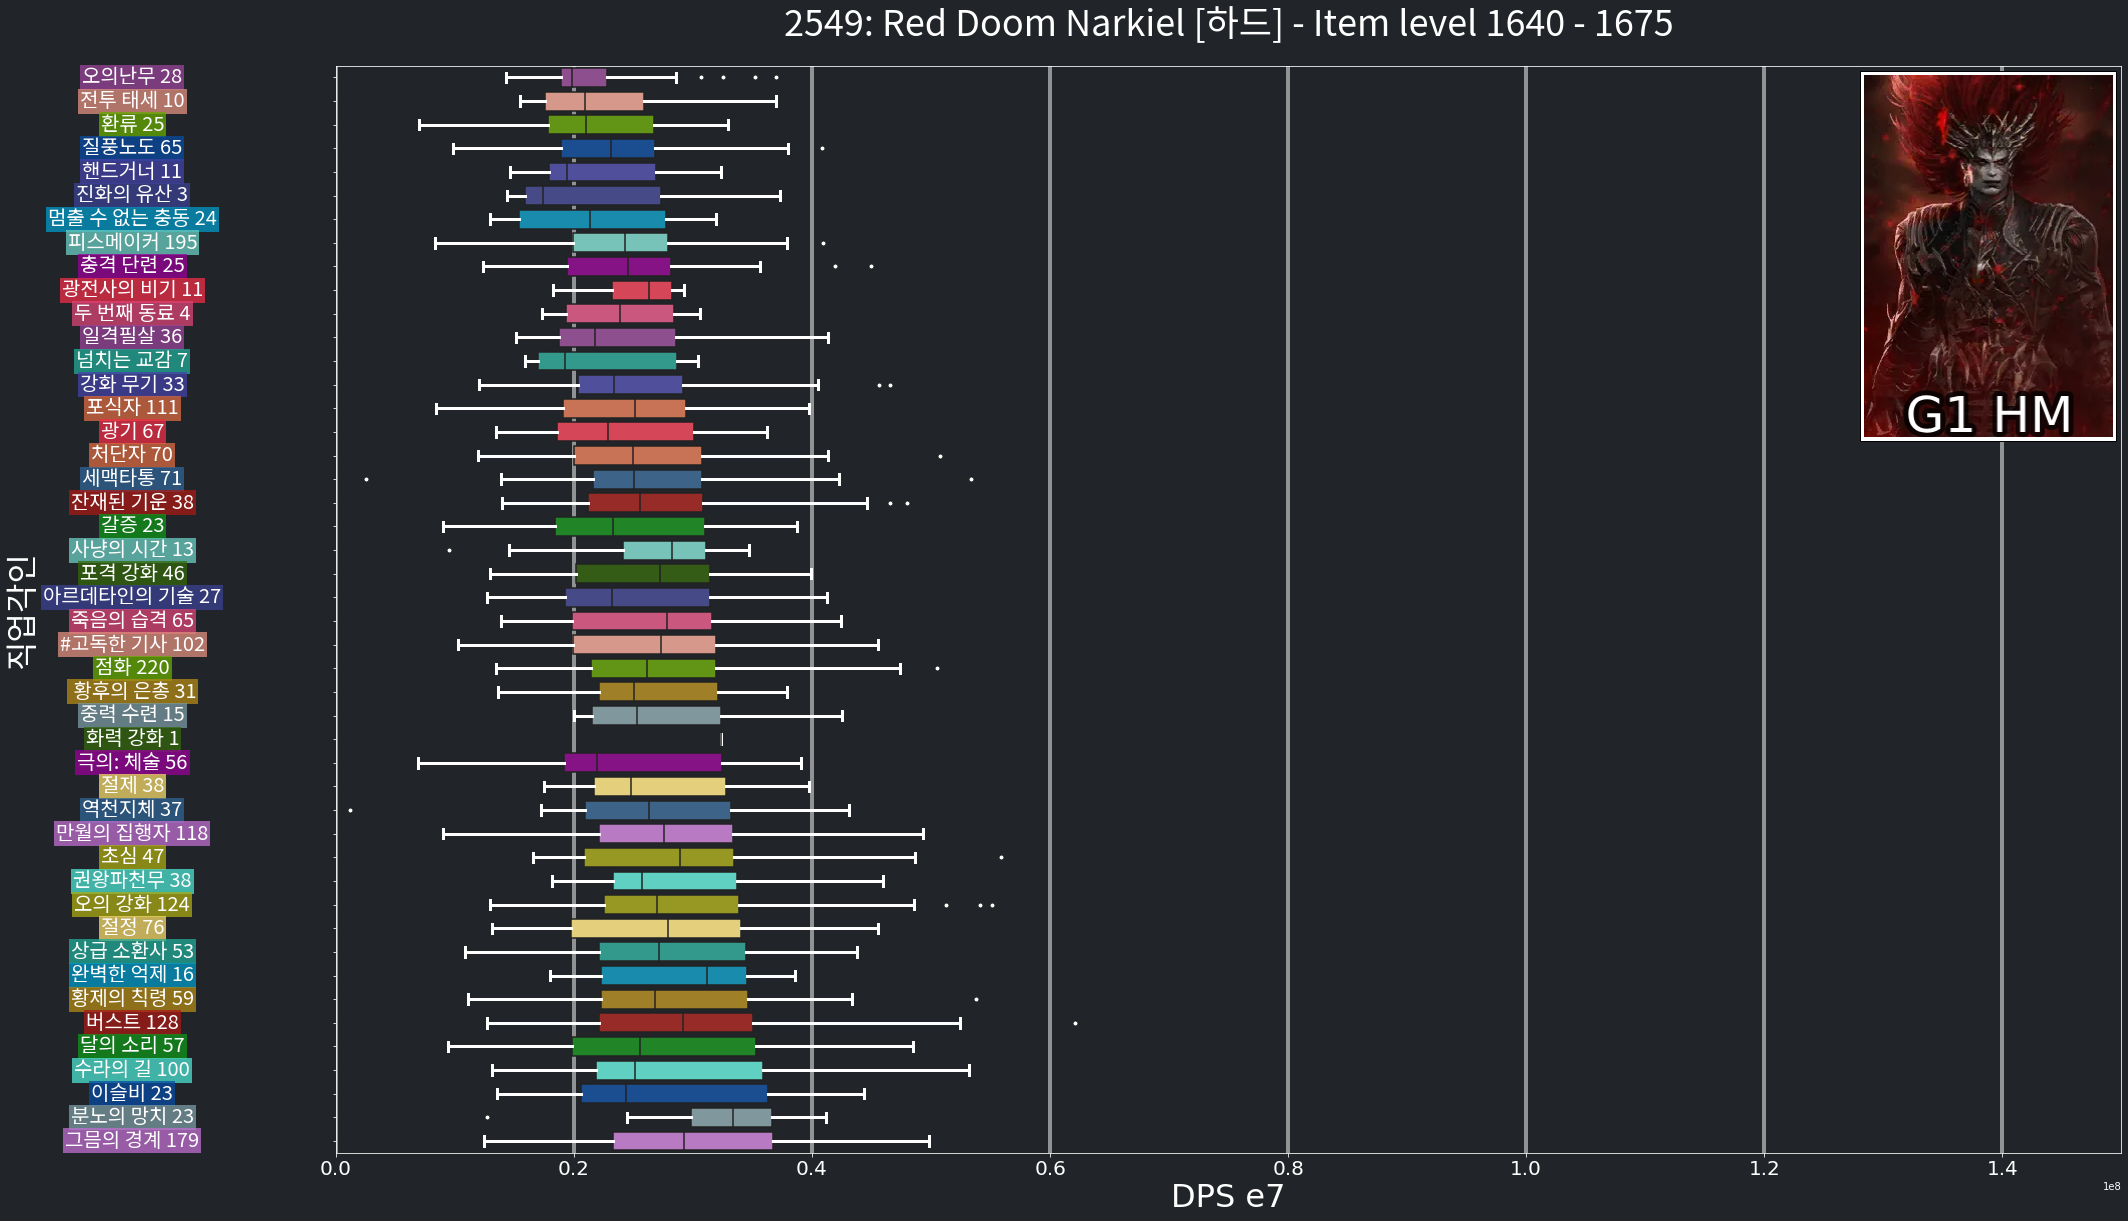 2549: Red Doom Narkiel [하드] - Item level 1640 - 1675
오의난무 28
전투 태세 10
환류 25
질풍노도 65
핸드거너 11
진화의 유산 3
멈출 수 없는 충동 24
피스메이커 195
충격 단련 25
광전사의 비기 11
두 번째 동료 4
일격필살 36
넘치는 교감 7
강화 무기 33
포식자 111
광기 67
처단자 70
세맥타통 71
잔재된 기운 38
갈증 23
사냥의 시간 13
포격 강화 46
아르데타인의 기술 27
죽음의 습격 65
#고독한 기사 102
점화 220
황후의 은총 31
중력 수련 15
화력 강화 1
극의: 체술 56
절제 38
역천지체 37
만월의 집행자 118
초심 47
권왕파천무 38
오의 강화 124
절정 76
상급 소환사 53
완벽한 억제 16
황제의 칙령 59
버스트 128
달의 소리 57
수라의 길 100
이슬비 23
분노의 망치 23
그믐의 경계 179
직업각인
G1 HM
0.0 0.2 0.4 0.6 0.8 1.0 1.2 1.4
1e8
DPS e7